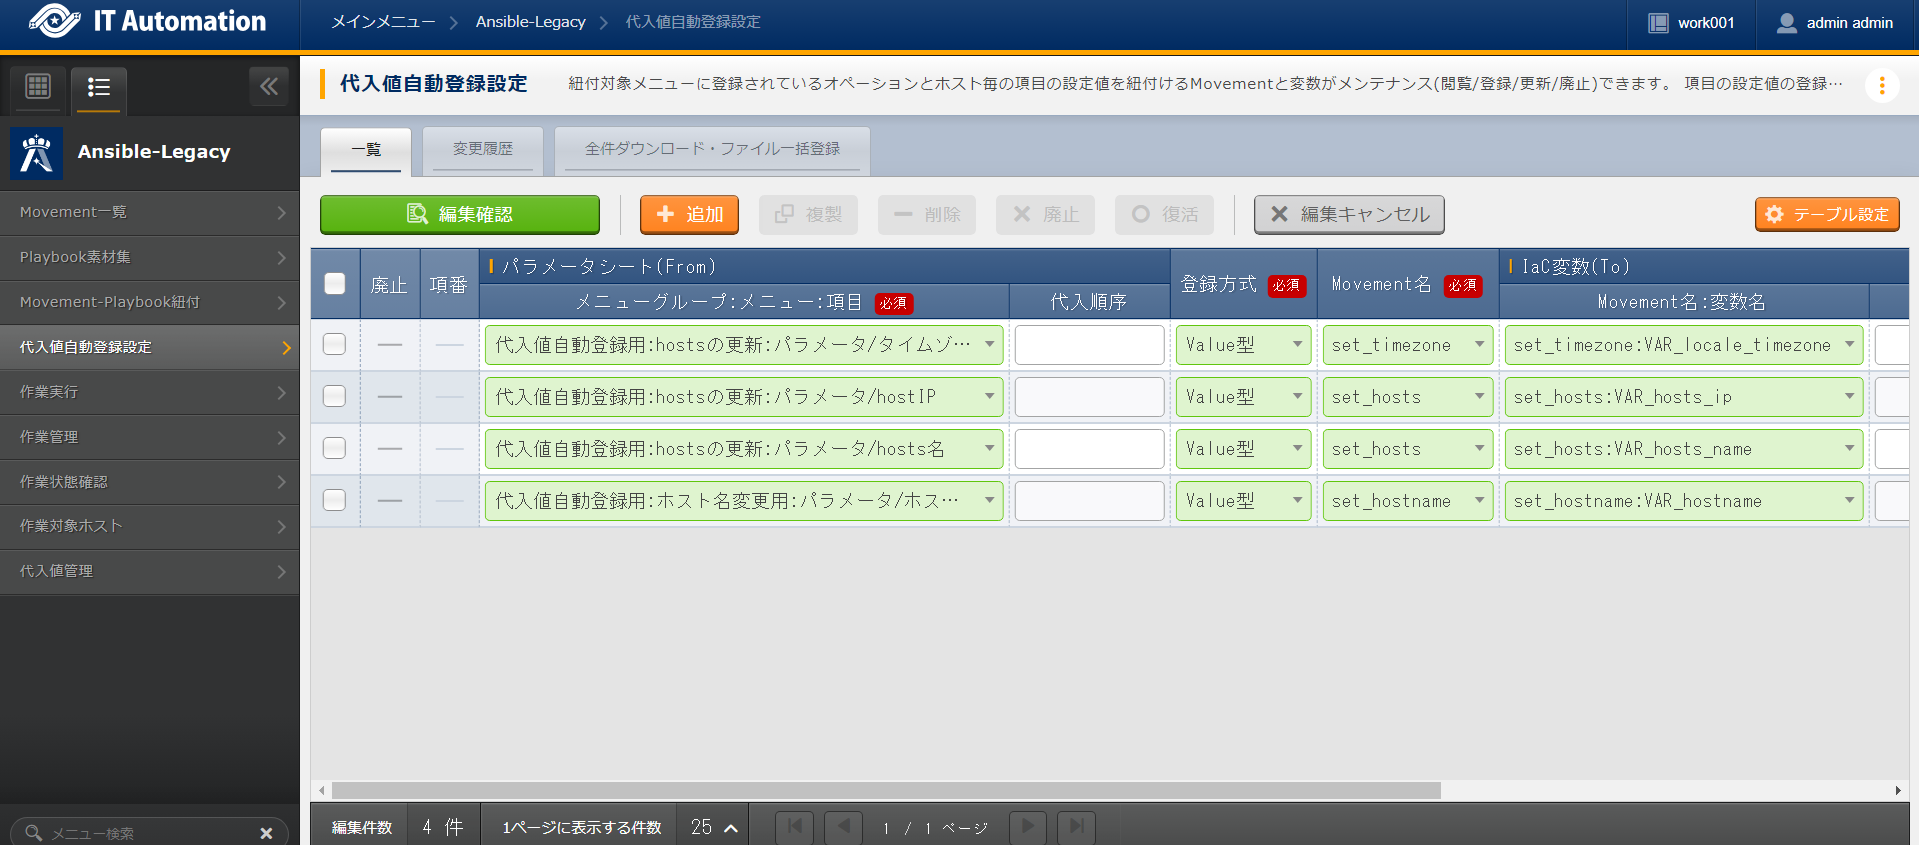 IT Automation
メインメニュー
Ansible-Legacy
代入値自動登録設定
work001
admin admin
代入値自動登録設定
紐付対象メニューに登録されているオペーションとホスト毎の項目の設定値を紐付けるMovementと変数がメンテナンス(閲覧/登録/更新/廃止)できます。 項目の設定値の登録…
Ansible-Legacy
Movement一覧
Playbook素材集
Movement-Playbook紐付
代入値自動登録設定
作業実行
作業管理
作業状態確認
作業対象ホスト
代入値管理
メニュー検索
一覧
変更履歴
全件ダウンロード・ファイル一括登録
編集確認
追加
複製
削除
廃止
復活
編集キャンセル
テーブル設定
廃止
項番
パラメータシート(From)
メニューグループ:メニュー:項目 必須
代入順序
登録方式 必須
Movement名 必須
IaC変数(To)
Movement名:変数名
代入値自動登録用:hostsの更新:パラメータ/タイムゾ… Value型 set_timezone set_timezone:VAR_locale_timezone
代入値自動登録用:hostsの更新:パラメータ/hostIP Value型 set_hosts set_hosts:VAR_hosts_ip
代入値自動登録用:hostsの更新:パラメータ/hosts名 Value型 set_hosts set_hosts:VAR_hosts_name
代入値自動登録用:ホスト名変更用:パラメータ/ホス… Value型 set_hostname set_hostname:VAR_hostname
編集件数 4 件 1ページに表示する件数 25 1 / 1 ページ